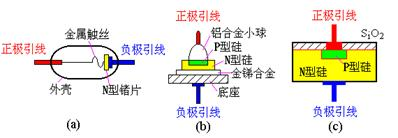 金属触丝
正极引线
负极引线
外壳
N型锗片
(a)
正极引线
铝合金小球
P型硅
N型硅
金锑合金
底座
负极引线
(b)
正极引线
SiO2
N型硅
P型硅
负极引线
(c)